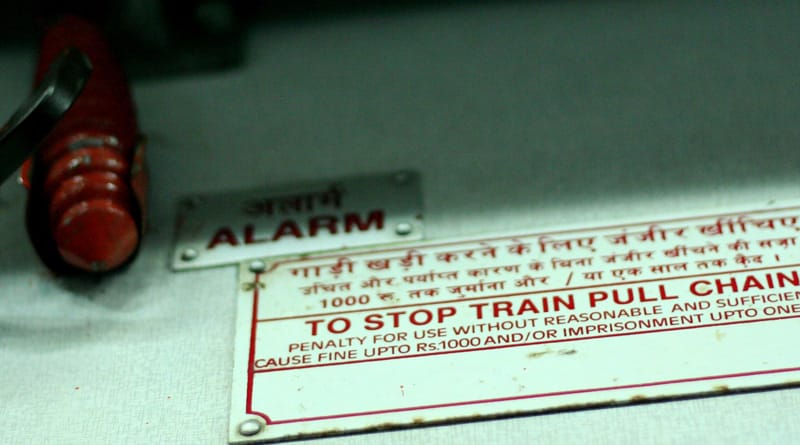 अलार्म
ALARM
गाड़ी खड़ी करने के लिए जंजीर खींचिए
उचित और पर्याप्त कारण के बिना जंजीर खींचने की सज़ा
1000 रू. तक जुर्माना और / या एक साल तक कैद ।
TO STOP TRAIN PULL CHAIN
PENALTY FOR USE WITHOUT REASONABLE AND SUFFICIEN
CAUSE FINE UPTO Rs.1000 AND/OR IMPRISONMENT UPTO ONE